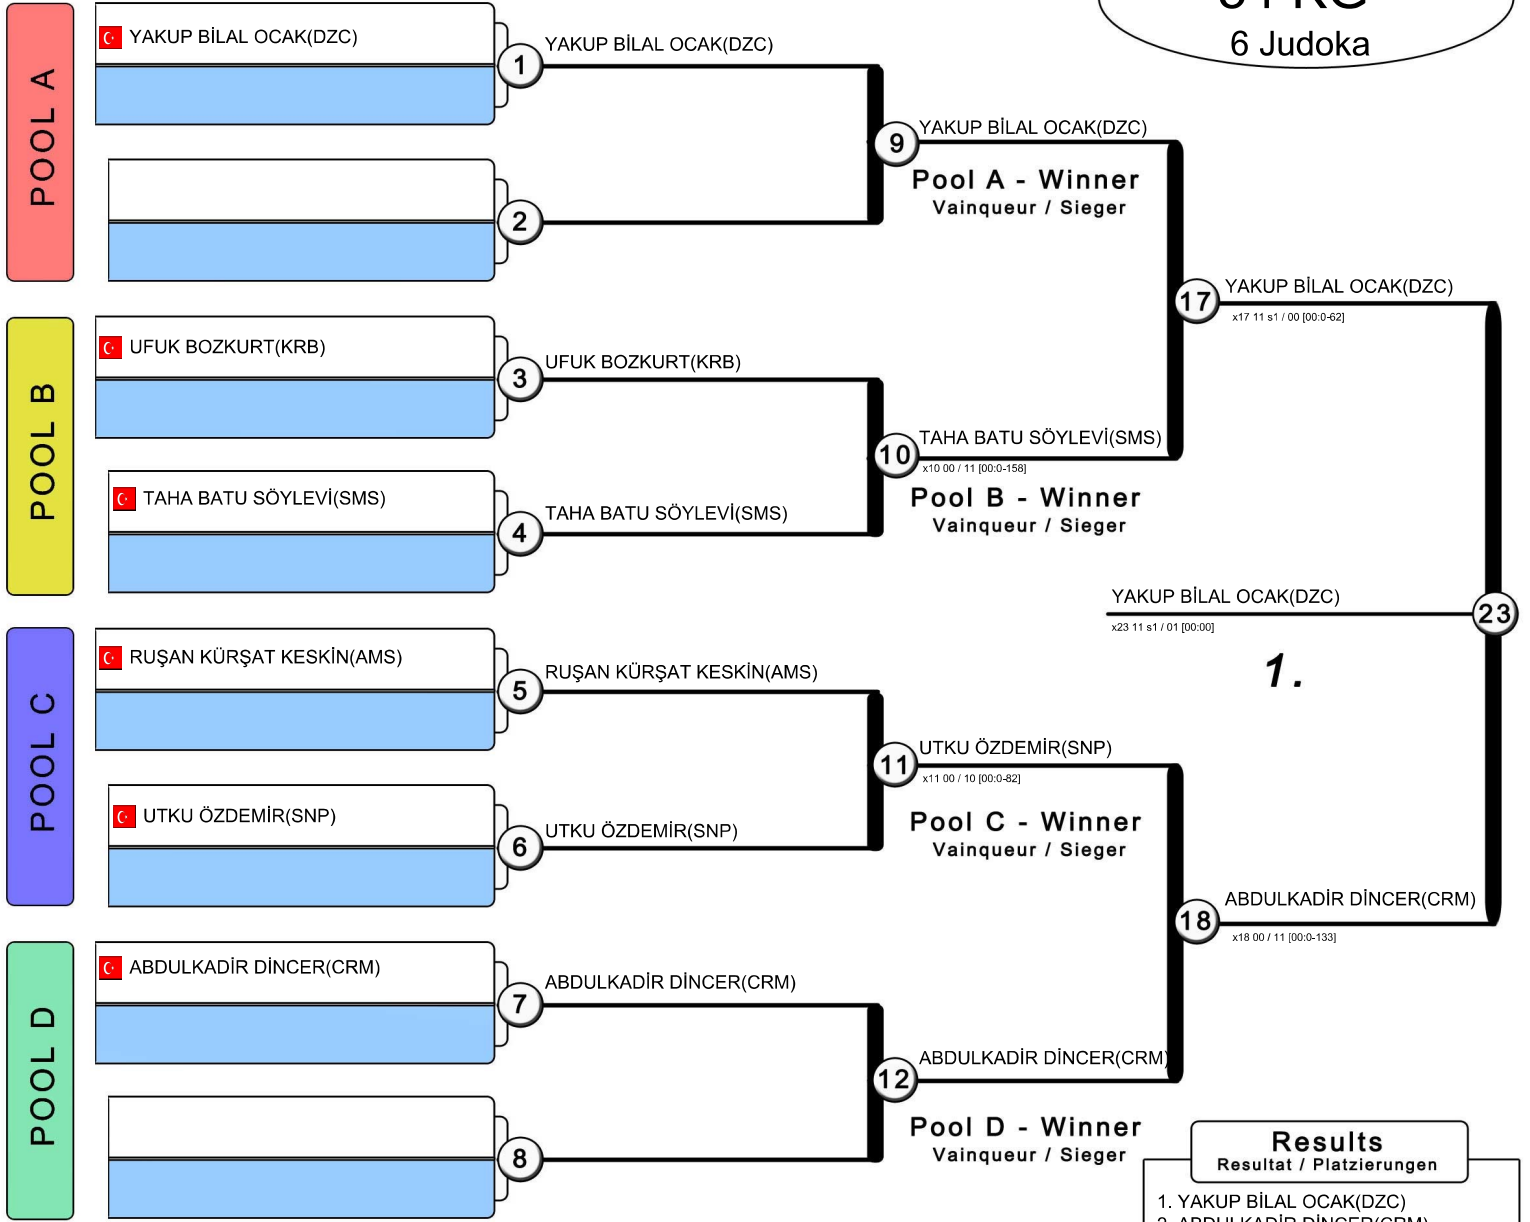 6 Judoka
POOL A
YAKUP BİLAL OCAK(DZC)
1
YAKUP BİLAL OCAK(DZC)
2
9
YAKUP BİLAL OCAK(DZC)
Pool A - Winner
Vainqueur / Sieger
POOL B
UFUK BOZKURT(KRB)
3
UFUK BOZKURT(KRB)
TAHA BATU SÖYLEVİ(SMS)
4
TAHA BATU SÖYLEVİ(SMS)
10
TAHA BATU SÖYLEVİ(SMS)
x10 00 / 11 [00:0-158]
Pool B - Winner
Vainqueur / Sieger
17
YAKUP BİLAL OCAK(DZC)
x17 11 s1 / 00 [00:0-62]
YAKUP BİLAL OCAK(DZC)
23
x23 11 s1 / 01 [00:00]
1.
POOL C
RUŞAN KÜRŞAT KESKİN(AMS)
5
RUŞAN KÜRŞAT KESKİN(AMS)
UTKU ÖZDEMİR(SNP)
6
UTKU ÖZDEMİR(SNP)
11
UTKU ÖZDEMİR(SNP)
x11 00 / 10 [00:0-82]
Pool C - Winner
Vainqueur / Sieger
18
ABDULKADİR DİNCER(CRM)
x18 00 / 11 [00:0-133]
POOL D
ABDULKADİR DİNCER(CRM)
7
ABDULKADİR DİNCER(CRM)
8
12
ABDULKADİR DİNCER(CRM)
Pool D - Winner
Vainqueur / Sieger
Results
Resultat / Platzierungen
1. YAKUP BİLAL OCAK(DZC)
2. ABDULKADİR DİNCER(CRM)